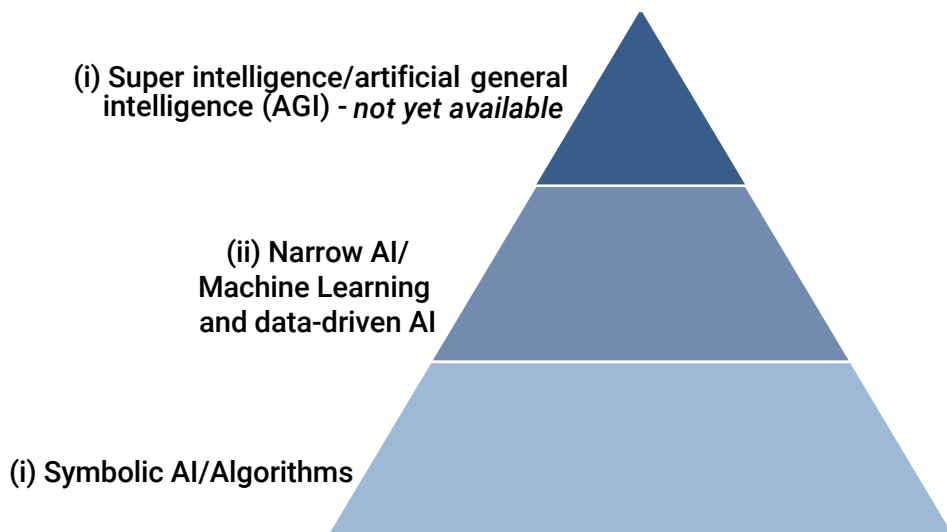 (i) Super intelligence/artificial general
intelligence (AGI) - not yet available
(ii) Narrow AI/
Machine Learning
and data-driven AI
(i) Symbolic AI/Algorithms